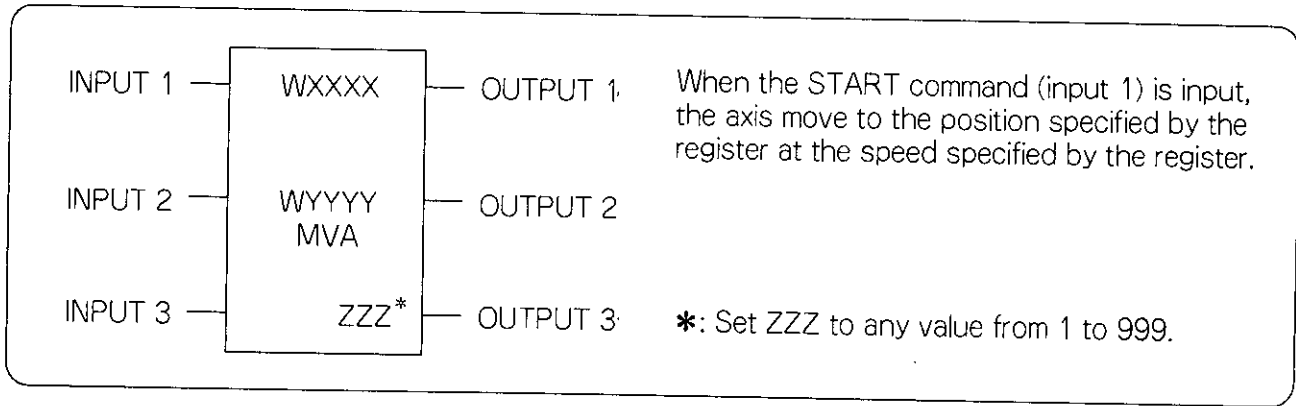 INPUT 1 WXXXX OUTPUT 1
INPUT 2 WYYYY OUTPUT 2
MVA
INPUT 3 ZZZ* OUTPUT 3
When the START command (input 1) is input,
the axis move to the position specified by the
register at the speed specified by the register.
*: Set ZZZ to any value from 1 to 999.